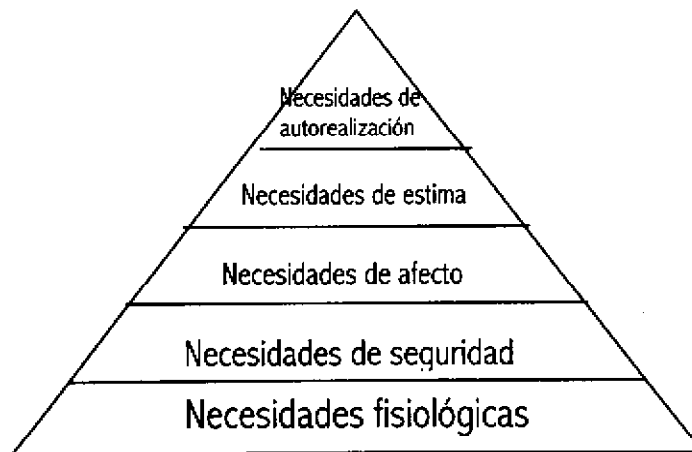 Necesidades de
autorealización
Necesidades de estima
Necesidades de afecto
Necesidades de seguridad
Necesidades fisiológicas